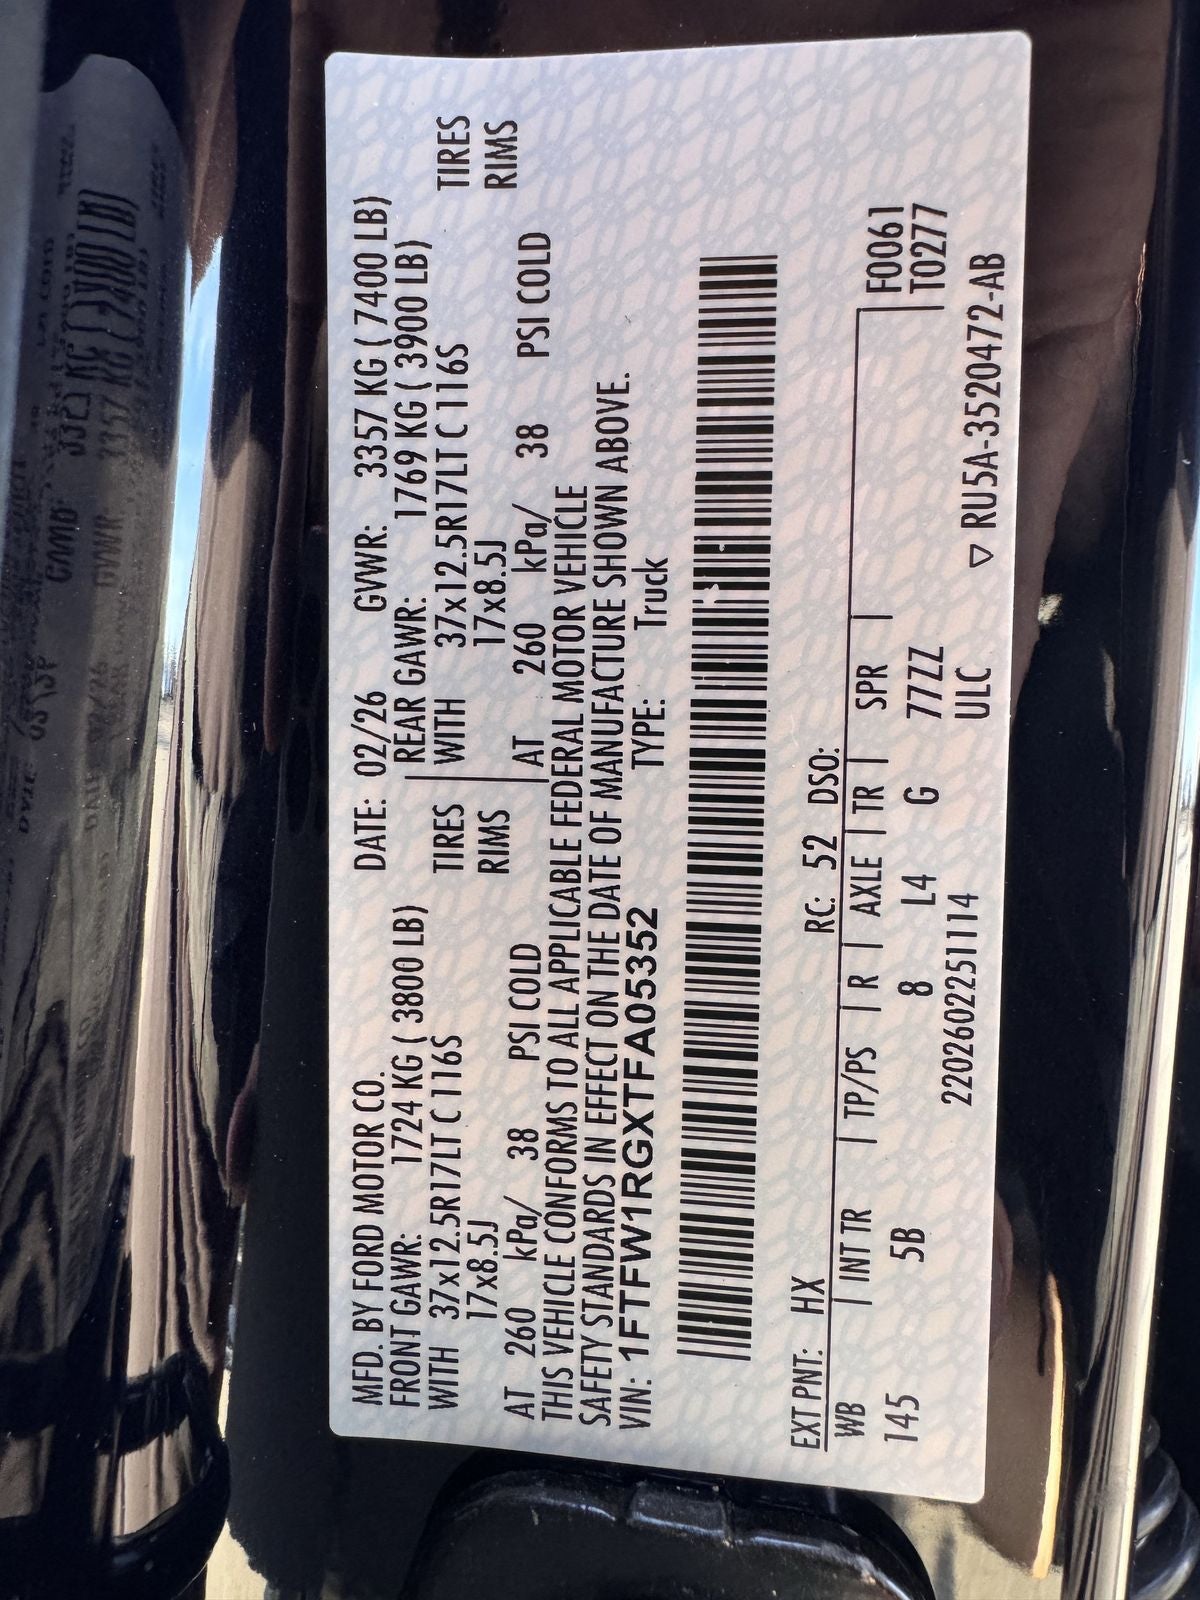 MFD. BY FORD MOTOR CO. DATE: 02/26 GVWR: 3357 KG ( 7400 LB)
FRONT GAWR: 1724 KG ( 3800 LB) REAR GAWR: 1769 KG ( 3900 LB)
WITH 37x12.5R17LT C 116S TIRES WITH 37x12.5R17LT C 116S TIRES
17x8.5J RIMS 17x8.5J RIMS
AT 260 kPa/ 38 PSI COLD AT 260 kPa/ 38 PSI COLD
THIS VEHICLE CONFORMS TO ALL APPLICABLE FEDERAL MOTOR VEHICLE
SAFETY STANDARDS IN EFFECT ON THE DATE OF MANUFACTURE SHOWN ABOVE.
VIN: 1FTFW1RGXTFA05352 TYPE: Truck
EXT PNT: HX RC: 52 DSO:
WB | INT TR | TP/PS | R | AXLE | TR | SPR | F0061
145 5B 8 L4 G 77ZZ T0277
2202602251114 ULC
▽ RU5A-3520472-AB